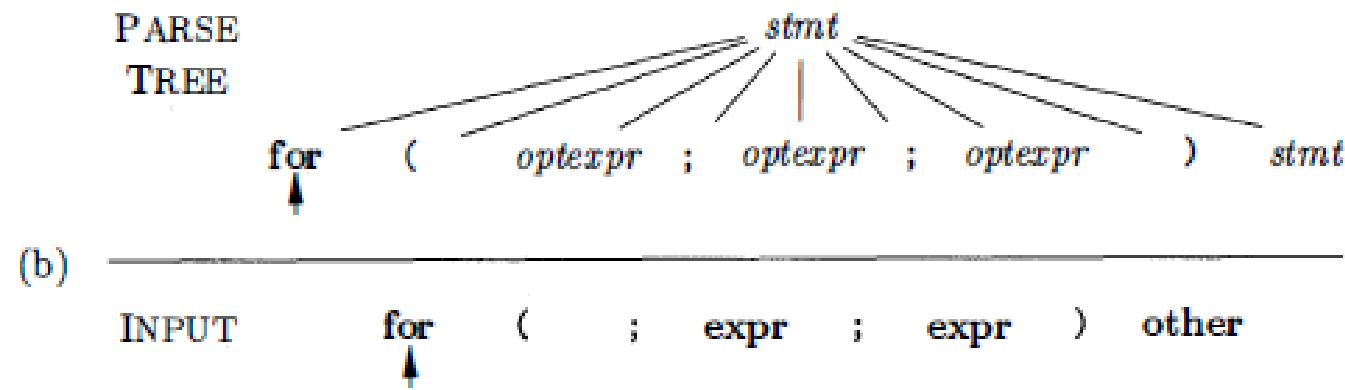 PARSE stmt
TREE
for ( optexpr ; optexpr ; optexpr ) stmt
(b)
INPUT for ( ; expr ; expr ) other